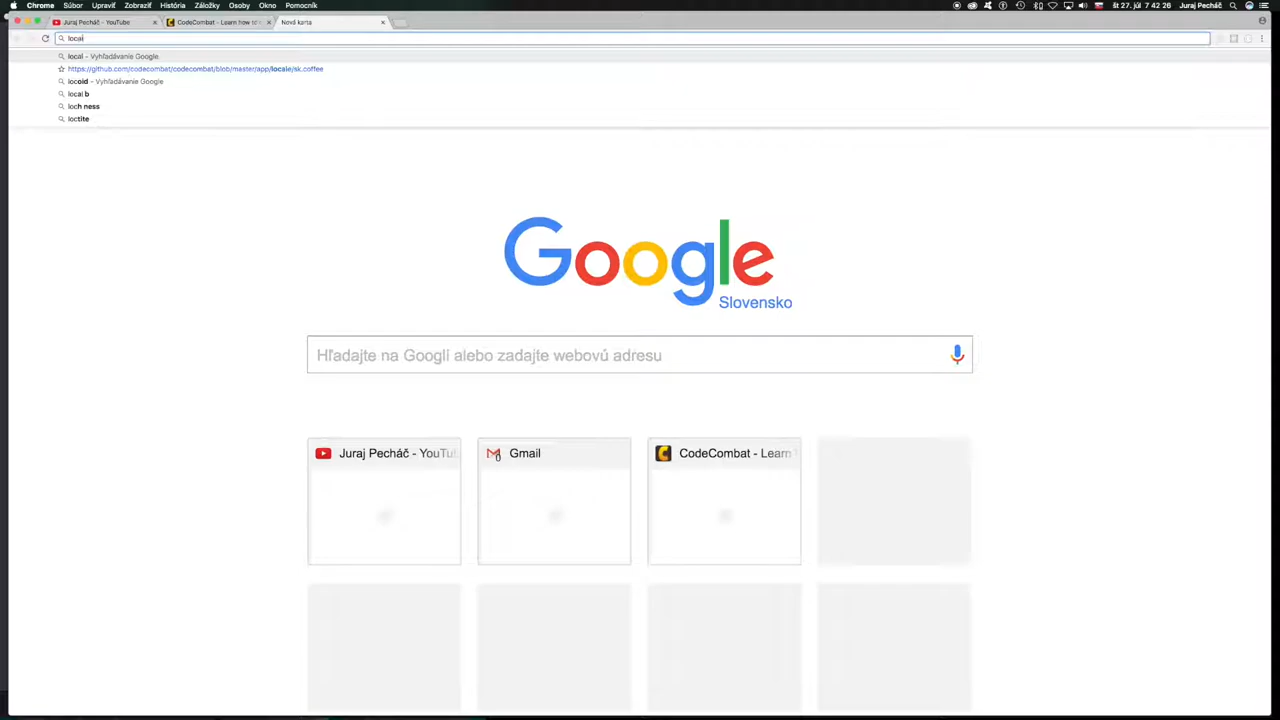 Chrome Súbor Upraviť Zobraziť História Záložky Osoby Okno Pomocník št 27. júl 7 42 26 Juraj Pecháč
Juraj Pecháč - YouTube CodeCombat - Learn how to Nová karta
local
local - Vyhľadávanie Google
https://github.com/codecombat/codecombat/blob/master/app/locale/sk.coffee
locoid - Vyhľadávanie Google
local b
loch ness
loctite
Google
Slovensko
Hľadajte na Googli alebo zadajte webovú adresu
Juraj Pecháč - YouTu Gmail CodeCombat - Learn